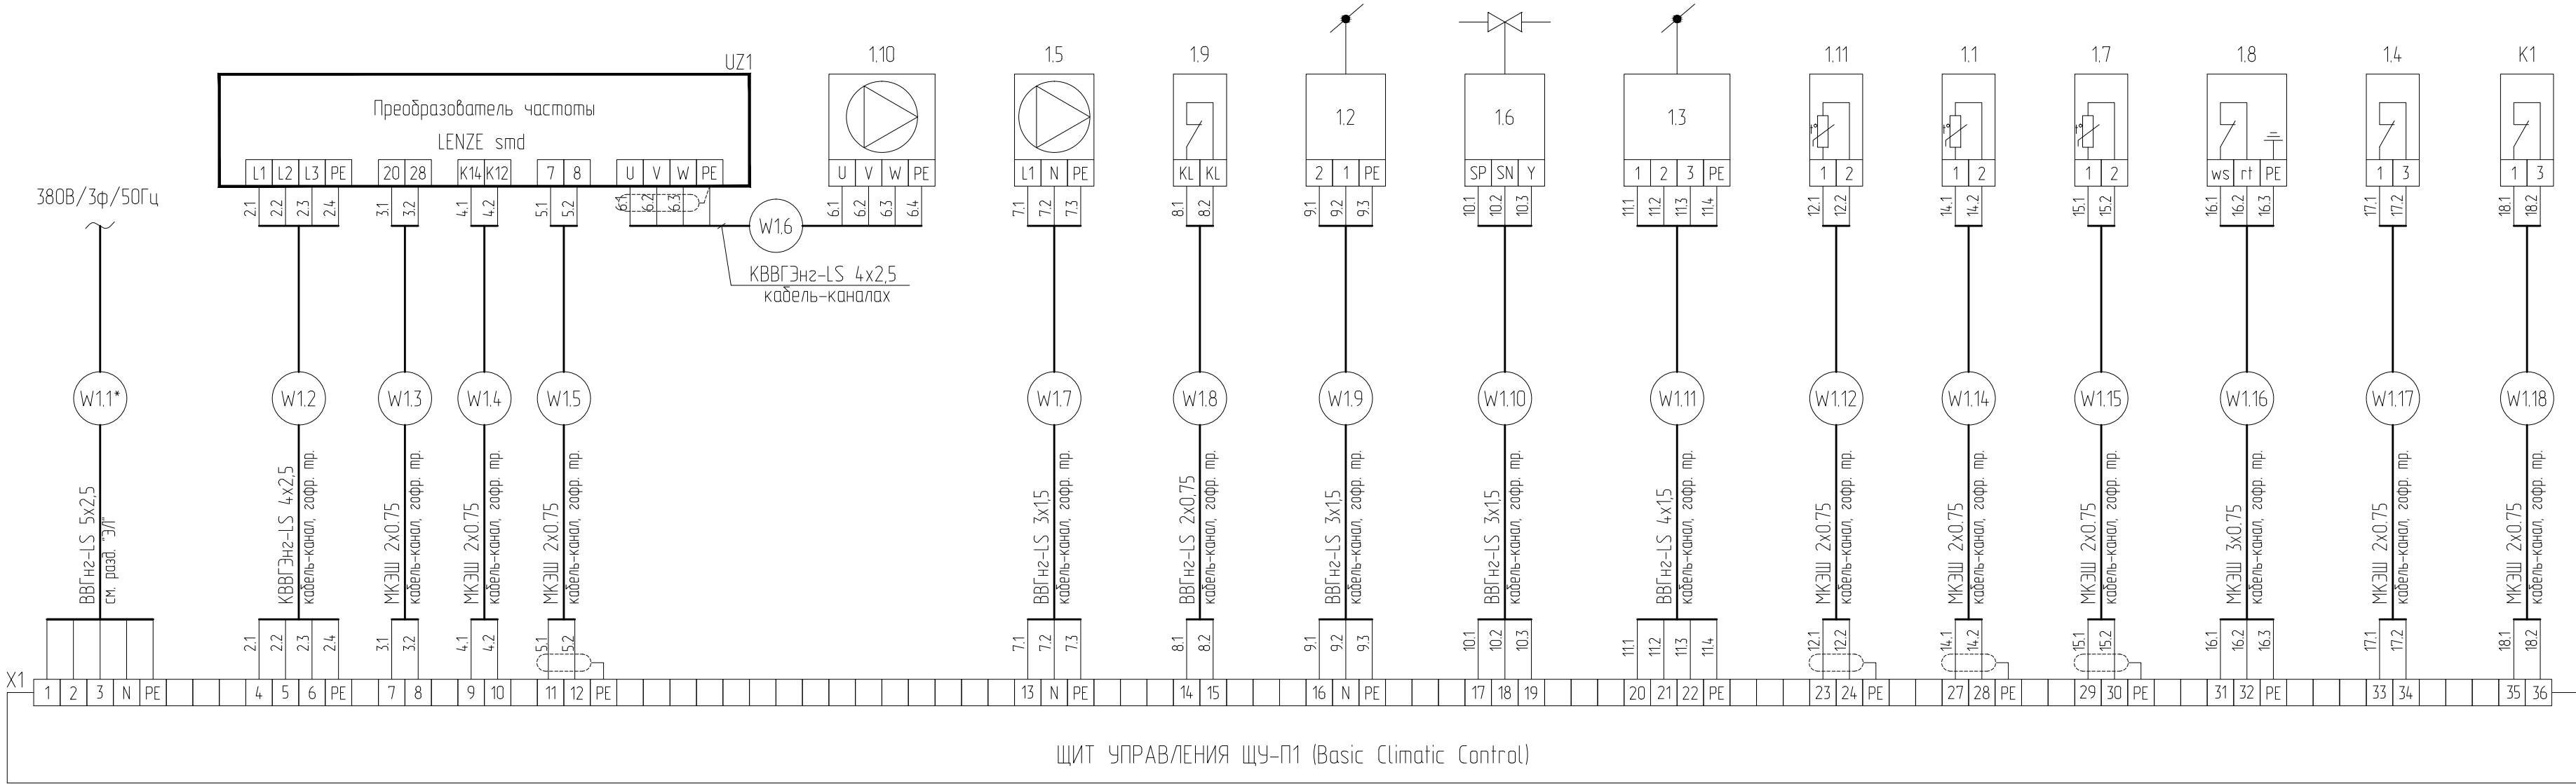 UZ1 1.10 1.5 1.9 1.11 1.1 1.7 1.8 1.4 K1
Преобразователь частоты
LENZE smd
1.2 1.6 1.3
t° t° t°
L1 L2 L3 PE 20 28 K14 K12 7 8 U V W PE U V W PE L1 N PE KL KL 2 1 PE SP SN Y 1 2 3 PE 1 2 1 2 1 2 ws rt PE 1 3 1 3
380В/3ф/50Гц
2.1 2.2 2.3 2.4 3.1 3.2 4.1 4.2 5.1 5.2 6.1 6.2 6.3 6.1 6.2 6.3 6.4 7.1 7.2 7.3 8.1 8.2 9.1 9.2 9.3 10.1 10.2 10.3 11.1 11.2 11.3 11.4 12.1 12.2 14.1 14.2 15.1 15.2 16.1 16.2 16.3 17.1 17.2 18.1 18.2
W1.6
КВВГЭнг-LS 4х2,5
кабель-каналах
W1.1* W1.2 W1.3 W1.4 W1.5 W1.7 W1.8 W1.9 W1.10 W1.11 W1.12 W1.14 W1.15 W1.16 W1.17 W1.18
ВВГнг-LS 5х2,5
см. разд. "ЭЛ"
КВВГЭнг-LS 4х2,5
кабель-канал, гофр. тр.
МКЭШ 2х0.75
кабель-канал, гофр. тр.
МКЭШ 2х0.75
кабель-канал, гофр. тр.
МКЭШ 2х0.75
кабель-канал, гофр. тр.
ВВГнг-LS 3х1,5
кабель-канал, гофр. тр.
ВВГнг-LS 2х0,75
кабель-канал, гофр. тр.
ВВГнг-LS 3х1,5
кабель-канал, гофр. тр.
ВВГнг-LS 3х1,5
кабель-канал, гофр. тр.
ВВГнг-LS 4х1,5
кабель-канал, гофр. тр.
МКЭШ 2х0.75
кабель-канал, гофр. тр.
МКЭШ 2х0.75
кабель-канал, гофр. тр.
МКЭШ 2х0.75
кабель-канал, гофр. тр.
МКЭШ 3х0.75
кабель-канал, гофр. тр.
МКЭШ 2х0.75
кабель-канал, гофр. тр.
МКЭШ 2х0.75
кабель-канал, гофр. тр.
2.1 2.2 2.3 2.4 3.1 3.2 4.1 4.2 5.1 5.2 7.1 7.2 7.3 8.1 8.2 9.1 9.2 9.3 10.1 10.2 10.3 11.1 11.2 11.3 11.4 12.1 12.2 14.1 14.2 15.1 15.2 16.1 16.2 16.3 17.1 17.2 18.1 18.2
X1 1 2 3 N PE 4 5 6 PE 7 8 9 10 11 12 PE 13 N PE 14 15 16 N PE 17 18 19 20 21 22 PE 23 24 PE 27 28 PE 29 30 PE 31 32 PE 33 34 35 36
ЩИТ УПРАВЛЕНИЯ ЩУ-П1 (Basic Climatic Control)